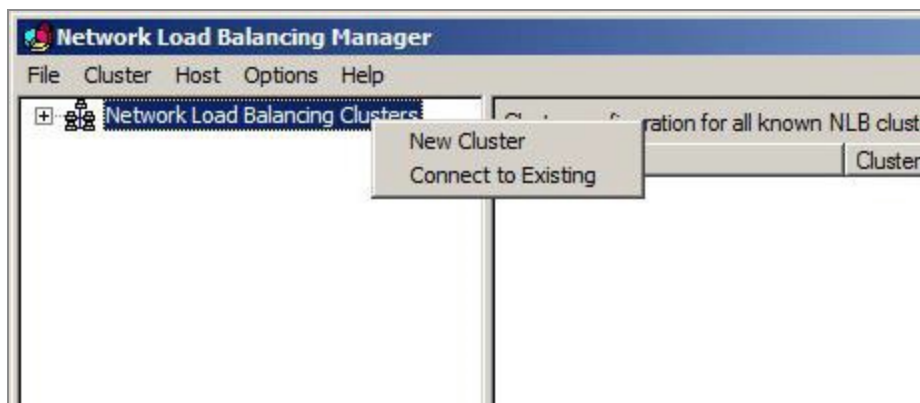 Network Load Balancing Manager
File Cluster Host Options Help
Network Load Balancing Clusters
ration for all known NLB clust
New Cluster
Cluster
Connect to Existing